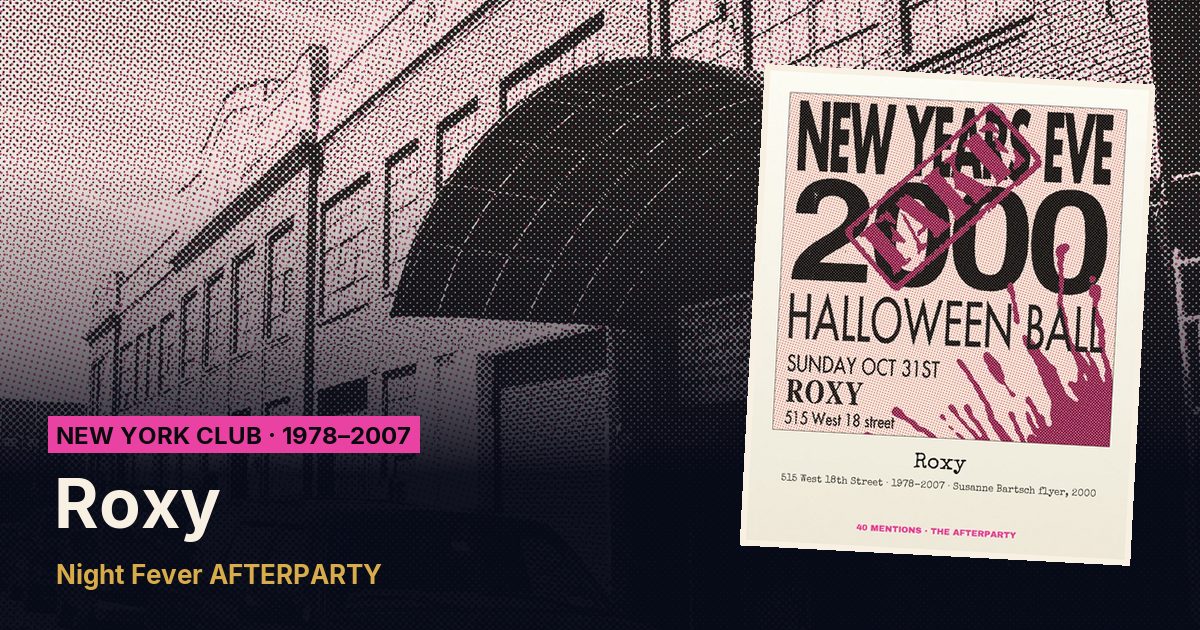 NEW YORK CLUB · 1978–2007
Roxy
Night Fever AFTERPARTY
NEW YEARS EVE
2000
FAKE
HALLOWEEN BALL
SUNDAY OCT 31ST
ROXY
515 West 18 street
Roxy
515 West 18th Street · 1978–2007 · Susanne Bartsch flyer, 2000
40 MENTIONS · THE AFTERPARTY